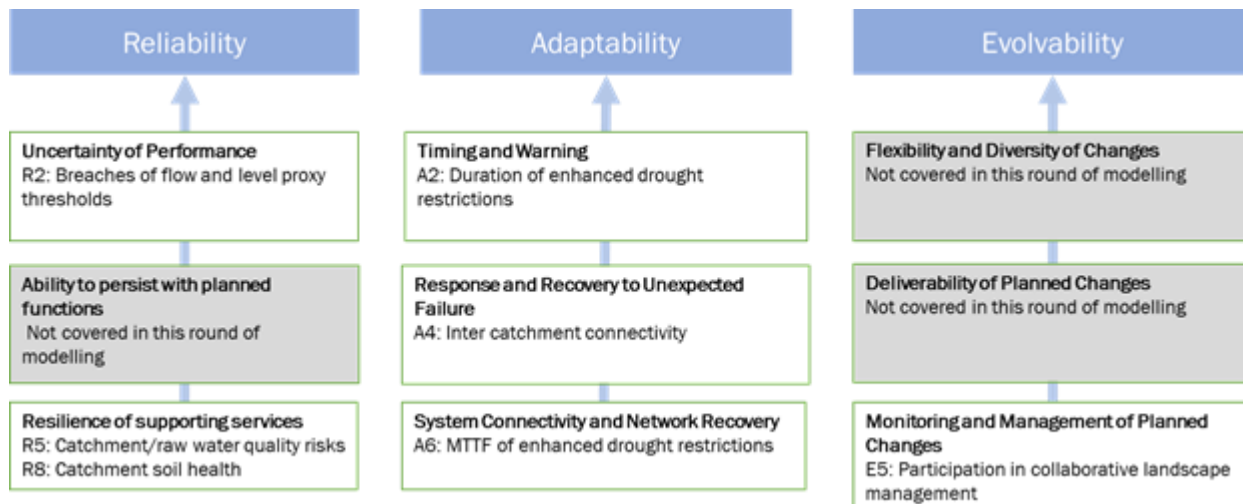 Reliability
Uncertainty of Performance
R2: Breaches of flow and level proxy
thresholds
Ability to persist with planned
functions
Not covered in this round of
modelling
Resilience of supporting services
R5: Catchment/raw water quality risks
R8: Catchment soil health
Adaptability
Timing and Warning
A2: Duration of enhanced drought
restrictions
Response and Recovery to Unexpected
Failure
A4: Inter catchment connectivity
System Connectivity and Network Recovery
A6: MTTF of enhanced drought restrictions
Evolvability
Flexibility and Diversity of Changes
Not covered in this round of modelling
Deliverability of Planned Changes
Not covered in this round of modelling
Monitoring and Management of Planned
Changes
E5: Participation in collaborative landscape
management